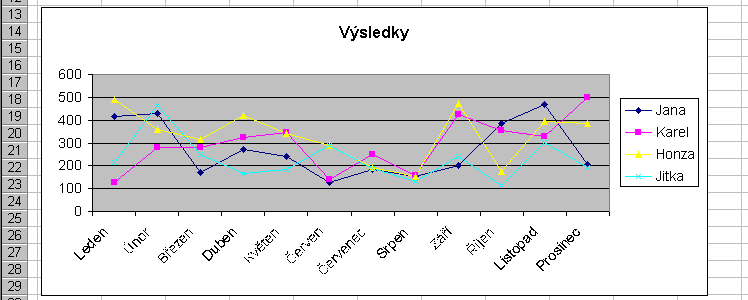 12
13
14
15
16
17
18
19
20
21
22
23
24
25
26
27
28
29
Výsledky
600
500
400
300
200
100
0
Leden
Únor
Březen
Duben
Květen
Červen
Červenec
Srpen
Září
Říjen
Listopad
Prosinec
Jana
Karel
Honza
Jitka